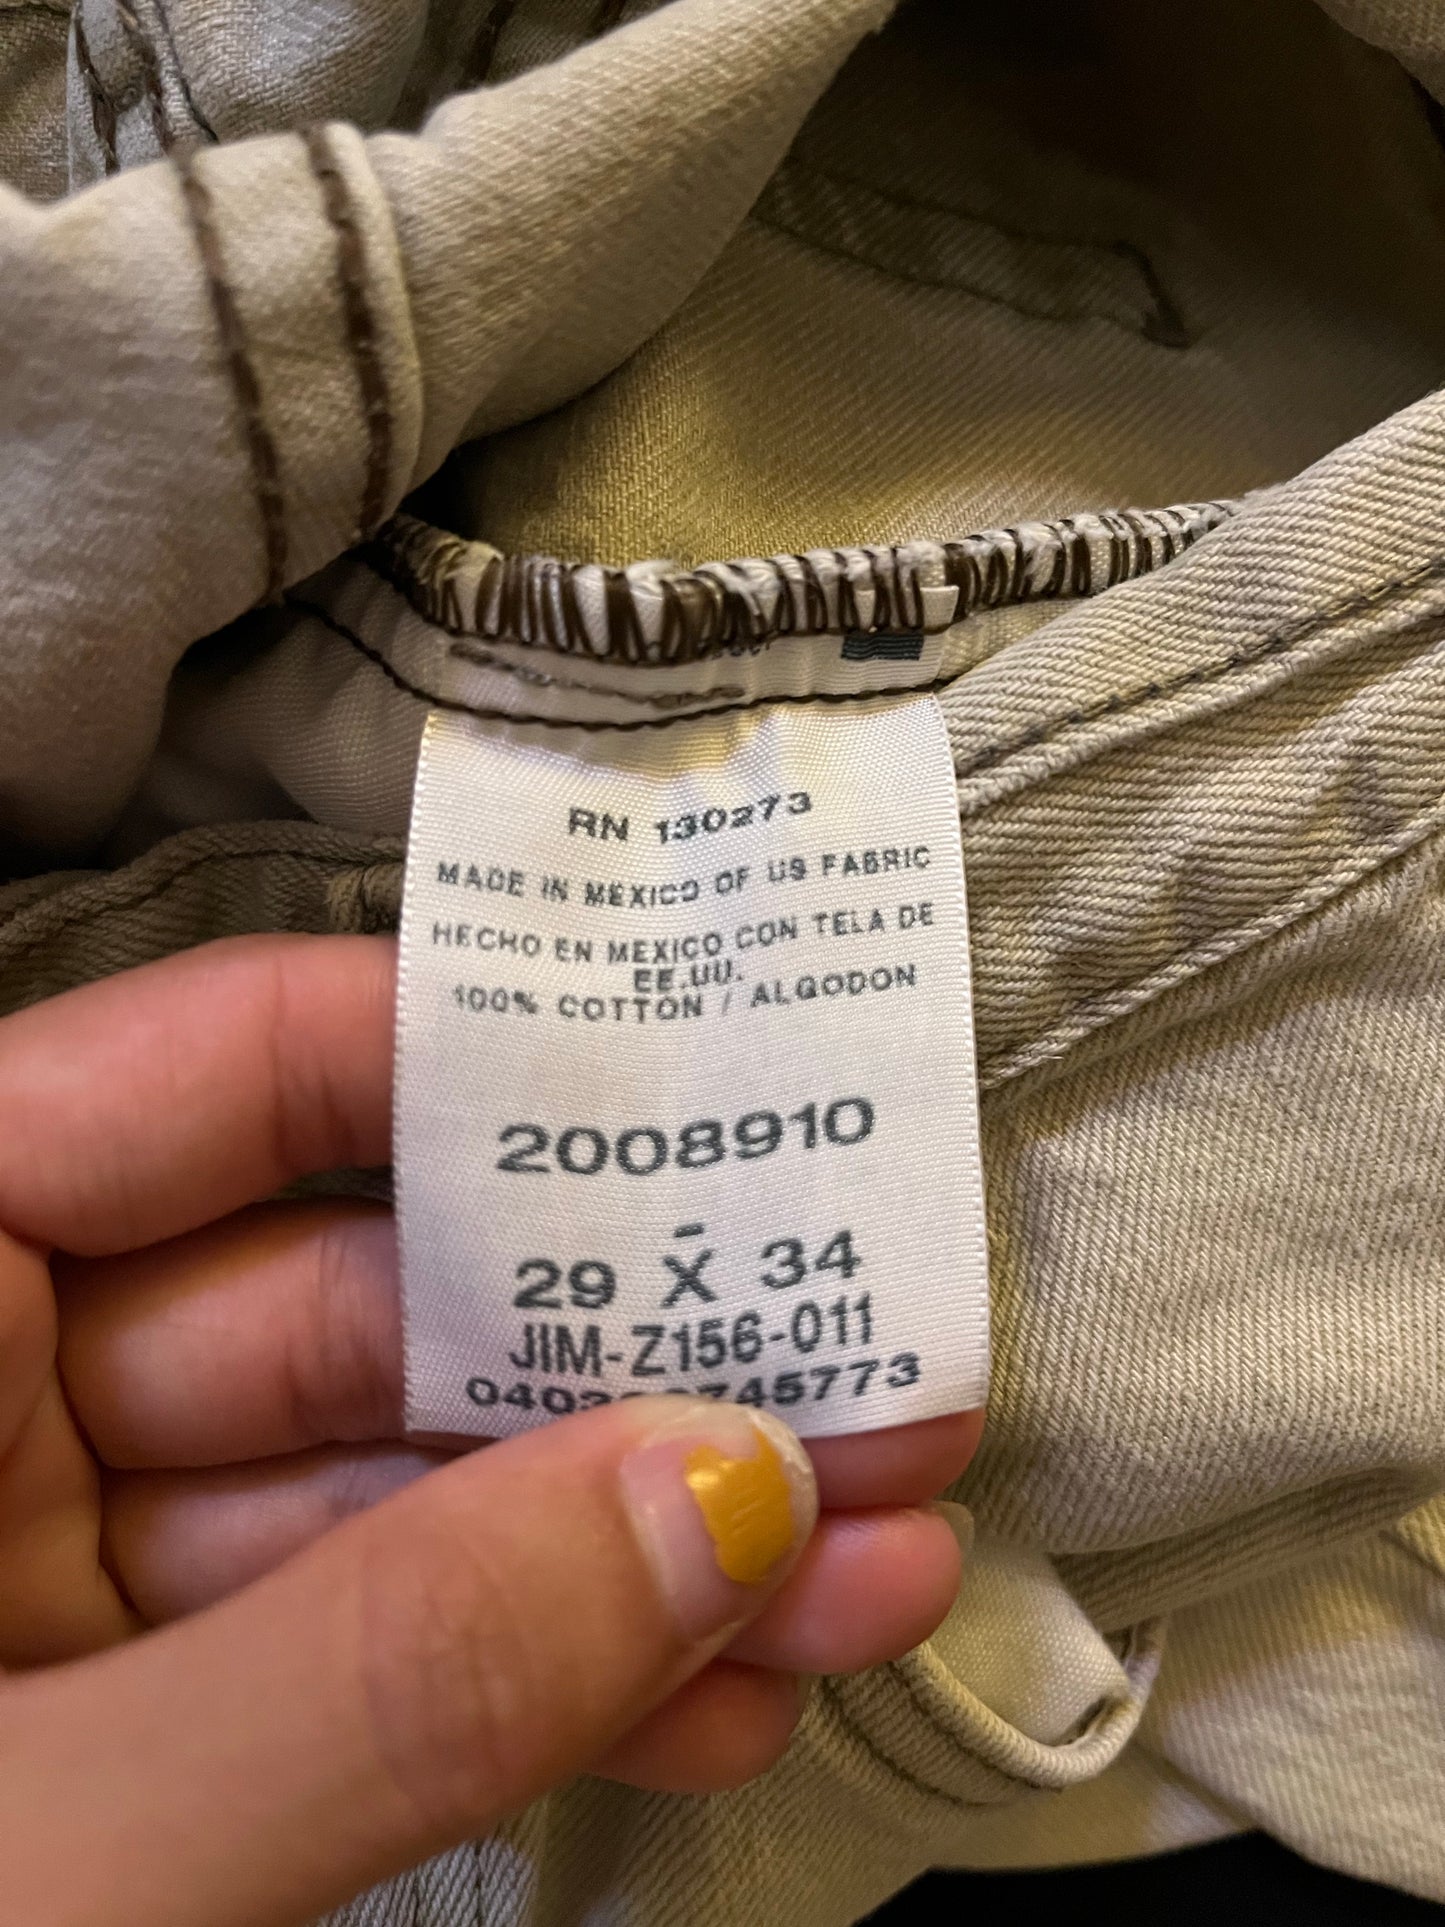 RN 130273
MADE IN MEXICO OF US FABRIC
HECHO EN MEXICO CON TELA DE
EE.UU.
100% COTTON / ALGODON
2008910
-
29 X 34
JIM-Z156-011